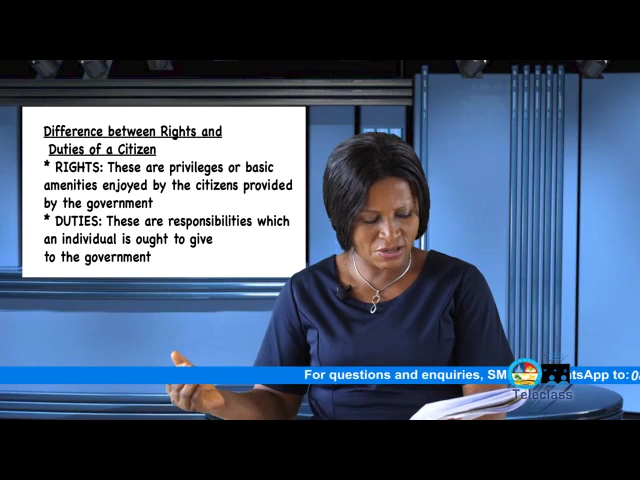 Difference between Rights and
Duties of a Citizen
* RIGHTS: These are privileges or basic
amenities enjoyed by the citizens provided
by the government
* DUTIES: These are responsibilities which
an individual is ought to give
to the government
For questions and enquiries, SM
tsApp to:
Teleclass